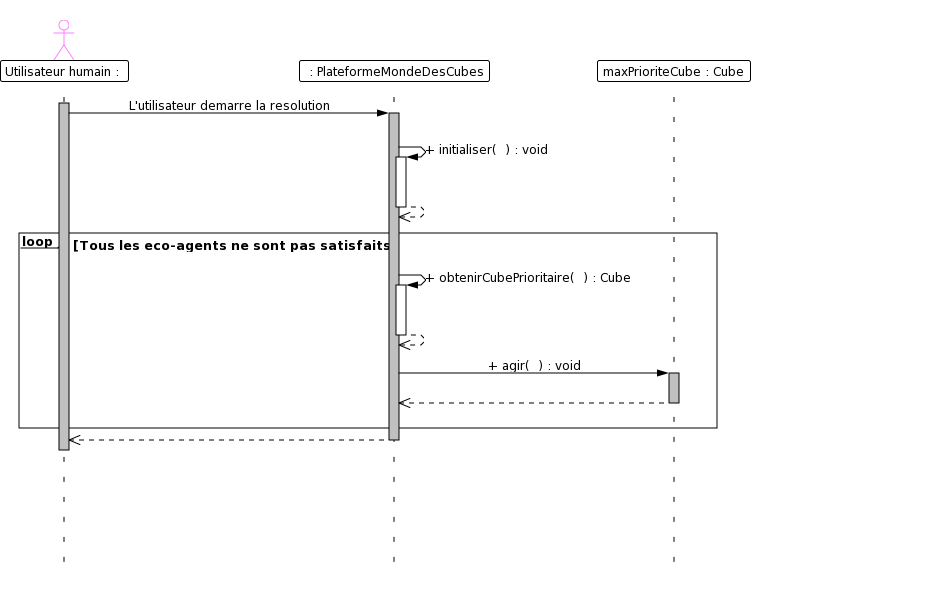 Utilisateur humain :
: PlateformeMondeDesCubes
maxPrioriteCube : Cube
L'utilisateur demarre la resolution
+ initialiser( ) : void
loop
[Tous les eco-agents ne sont pas satisfaits
+ obtenirCubePrioritaire( ) : Cube
+ agir( ) : void